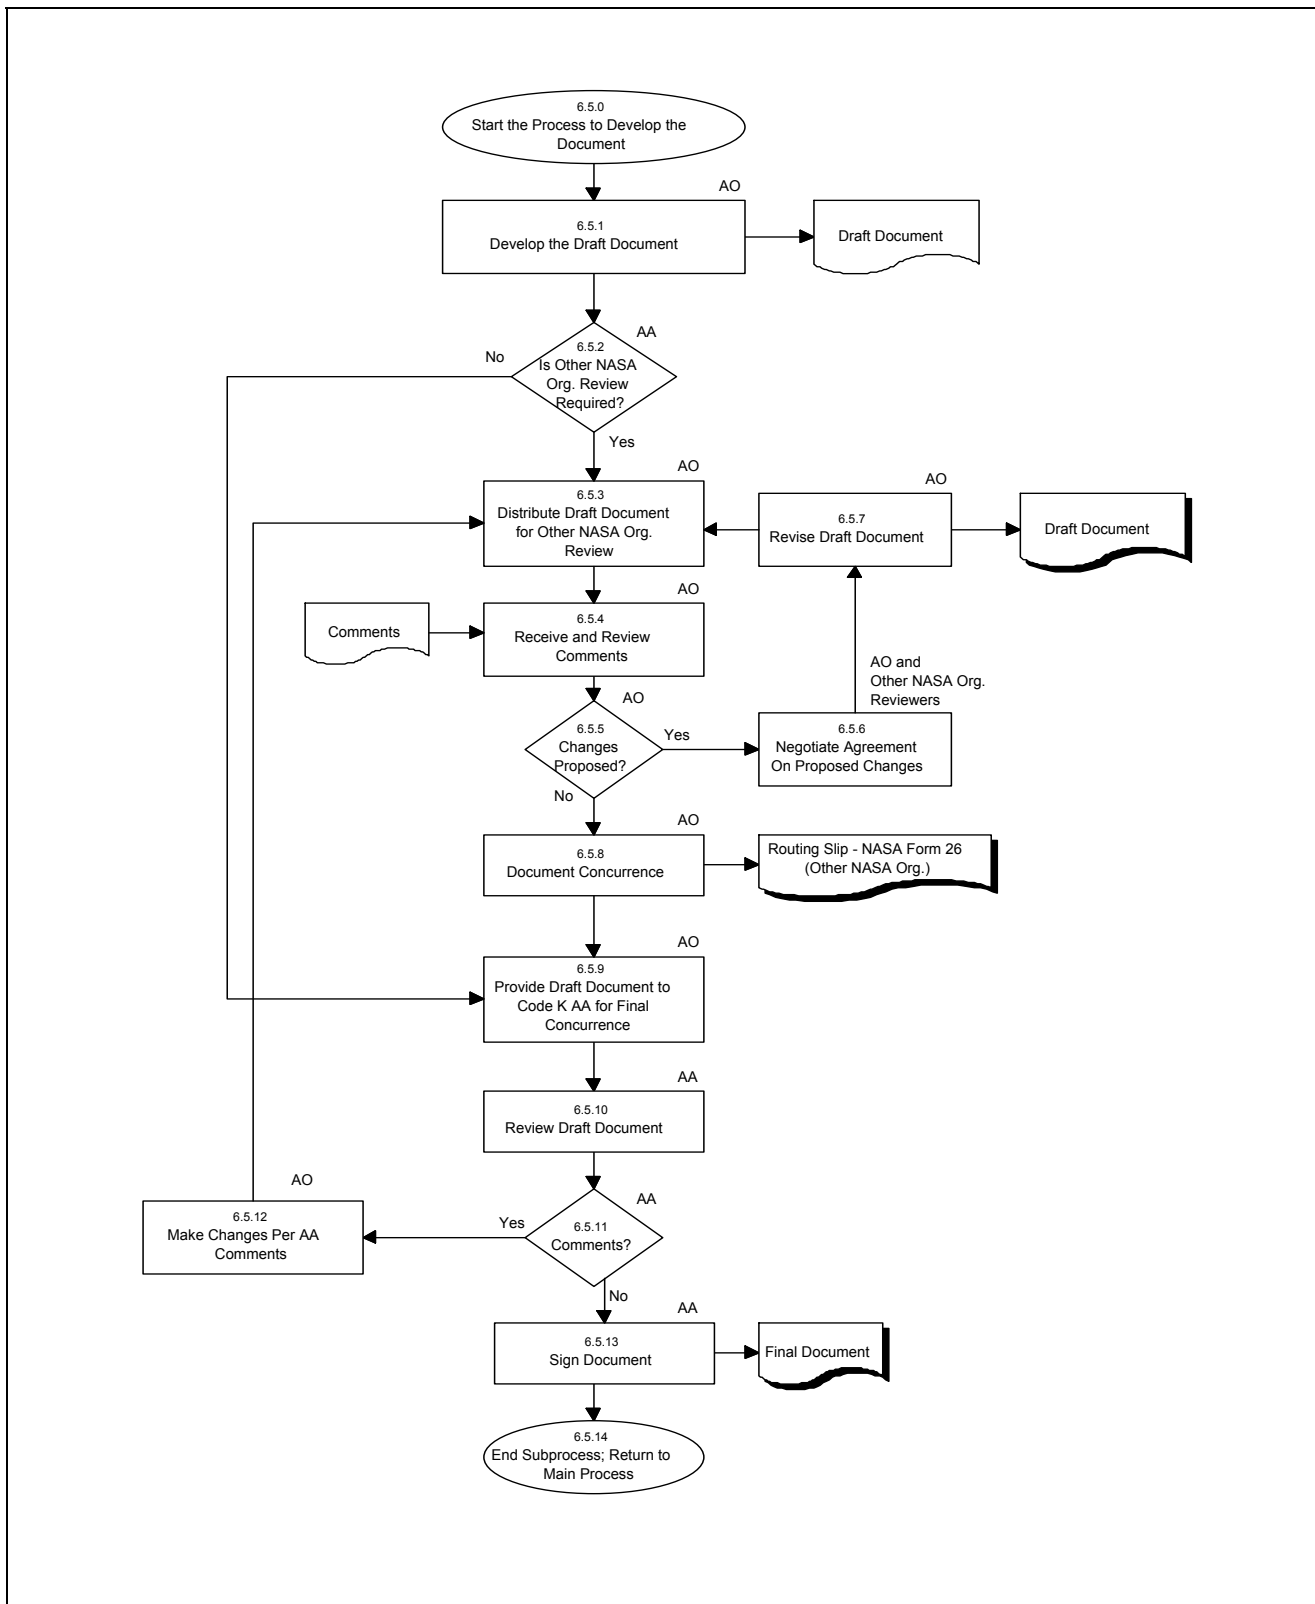 6.5.0
Start the Process to Develop the
Document
AO
6.5.1
Develop the Draft Document
Draft Document
AA
6.5.2
Is Other NASA
Org. Review
Required?
No
Yes
AO
6.5.3
Distribute Draft Document
for Other NASA Org.
Review
AO
6.5.7
Revise Draft Document
Draft Document
AO
6.5.4
Receive and Review
Comments
Comments
AO and
Other NASA Org.
Reviewers
AO
6.5.5
Changes
Proposed?
Yes
6.5.6
Negotiate Agreement
On Proposed Changes
No
AO
6.5.8
Document Concurrence
Routing Slip - NASA Form 26
(Other NASA Org.)
AO
6.5.9
Provide Draft Document to
Code K AA for Final
Concurrence
AA
6.5.10
Review Draft Document
AA
6.5.11
Comments?
Yes
AO
6.5.12
Make Changes Per AA
Comments
No
AA
6.5.13
Sign Document
Final Document
6.5.14
End Subprocess; Return to
Main Process